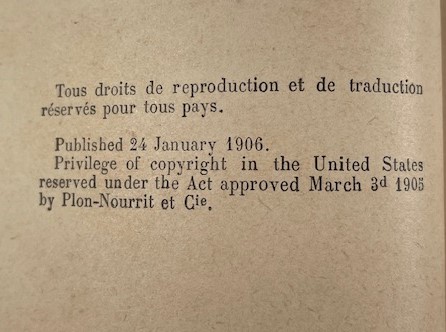 Tous droits de reproduction et de traduction
réservés pour tous pays.
Published 24 January 1906.
Privilege of copyright in the United States
reserved under the Act approved March 3d 1905
by Plon-Nourrit et Cie.